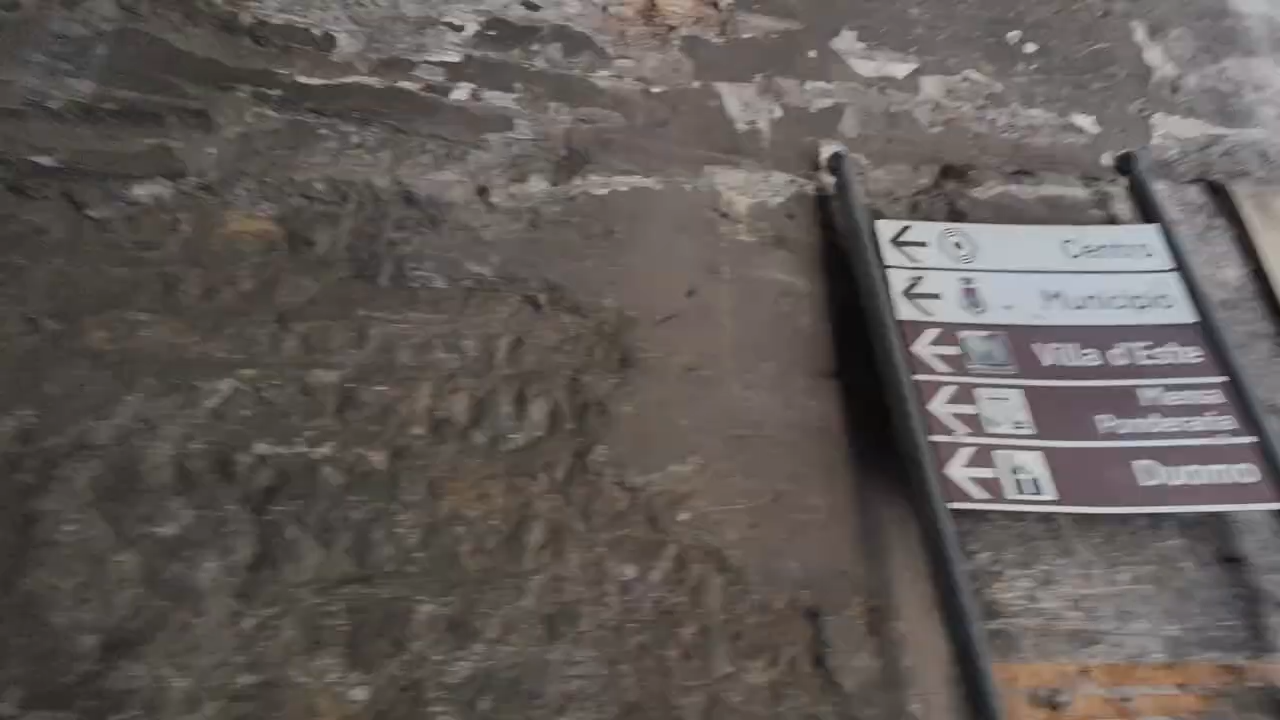 Centro
Municipio
Villa d'Este
Mensa
Ponderaria
Duomo